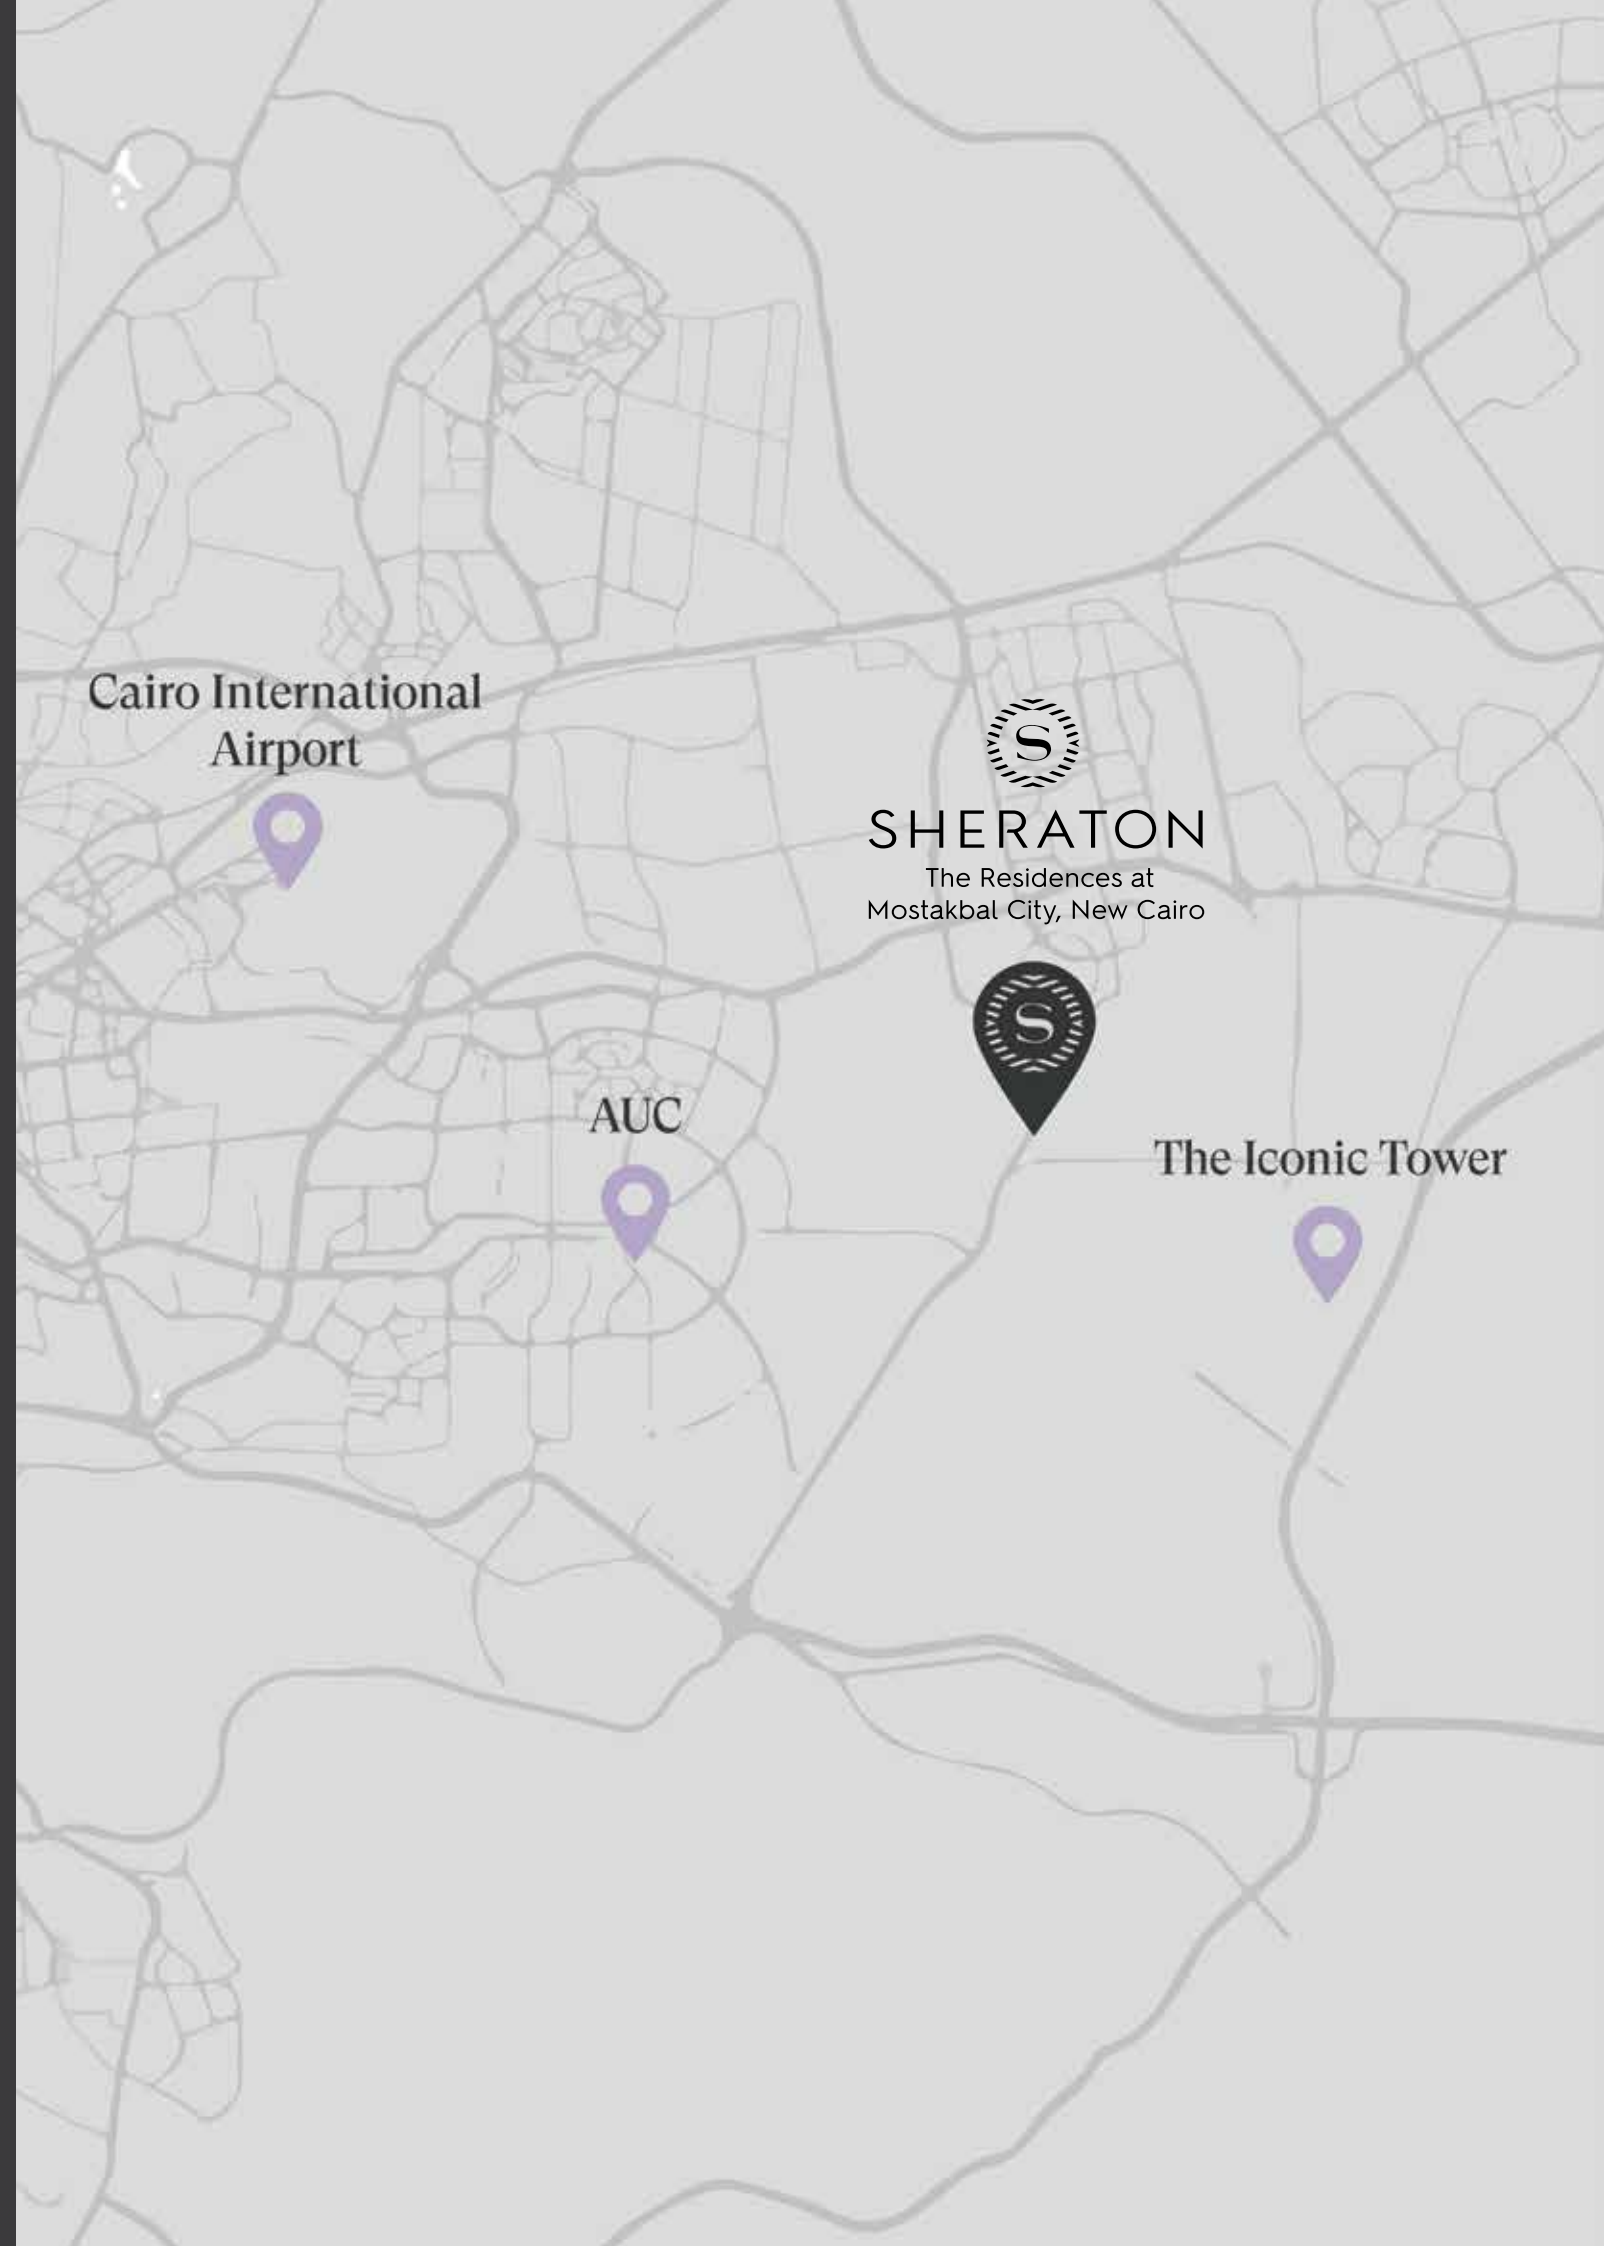 Cairo International
Airport
S
SHERATON
The Residences at
Mostakbal City, New Cairo
S
AUC
The Iconic Tower